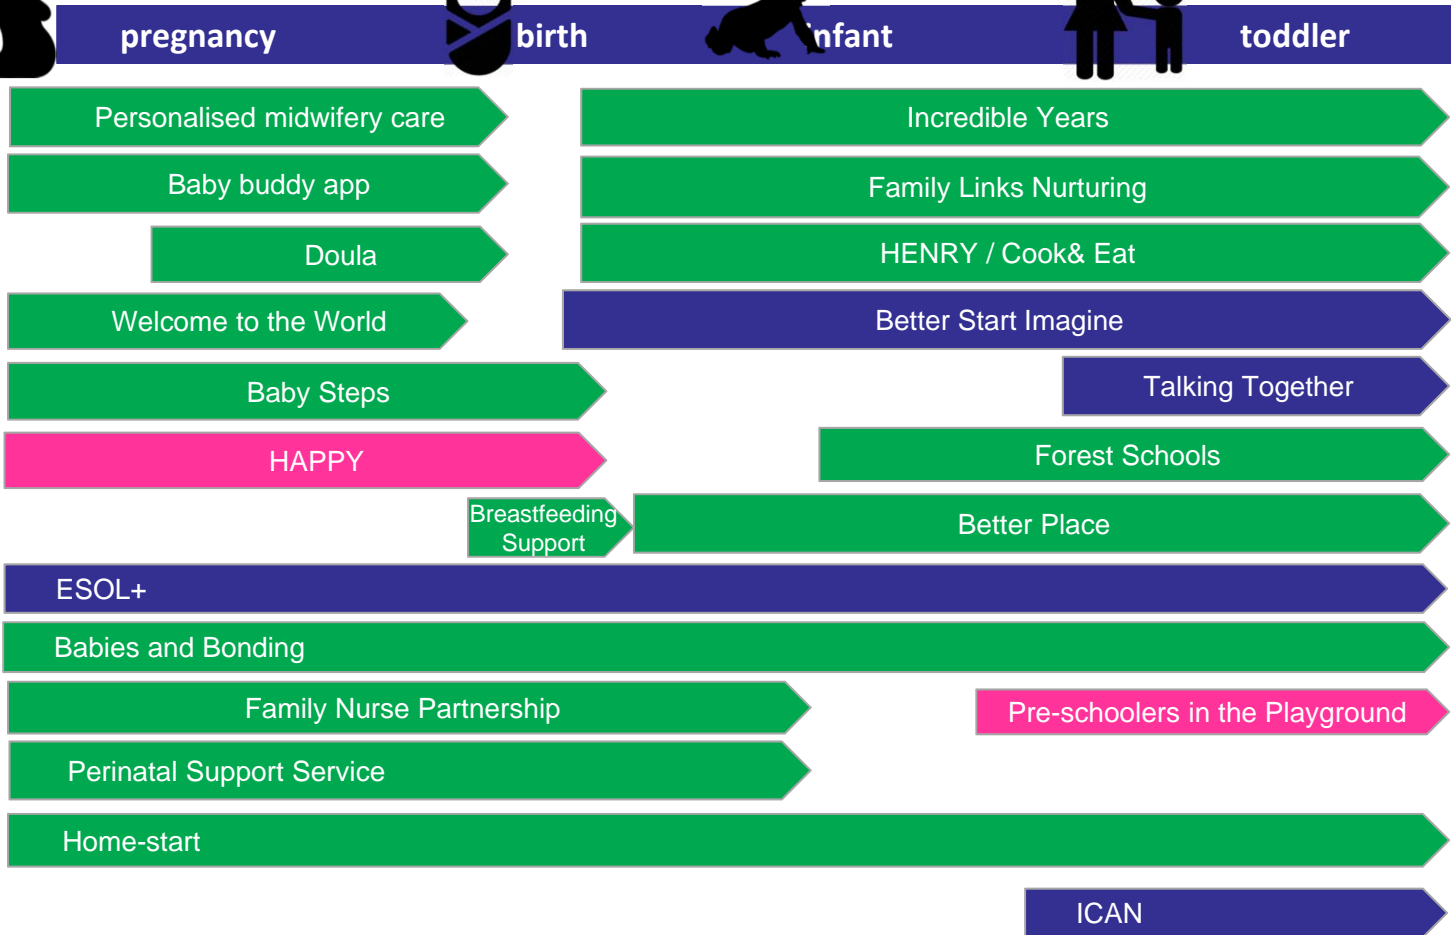 pregnancy birth infant toddler
Personalised midwifery care
Incredible Years
Baby buddy app
Family Links Nurturing
Doula
HENRY / Cook& Eat
Welcome to the World
Better Start Imagine
Baby Steps
Talking Together
HAPPY
Forest Schools
Breastfeeding
Support
Better Place
ESOL+
Babies and Bonding
Family Nurse Partnership
Pre-schoolers in the Playground
Perinatal Support Service
Home-start
ICAN